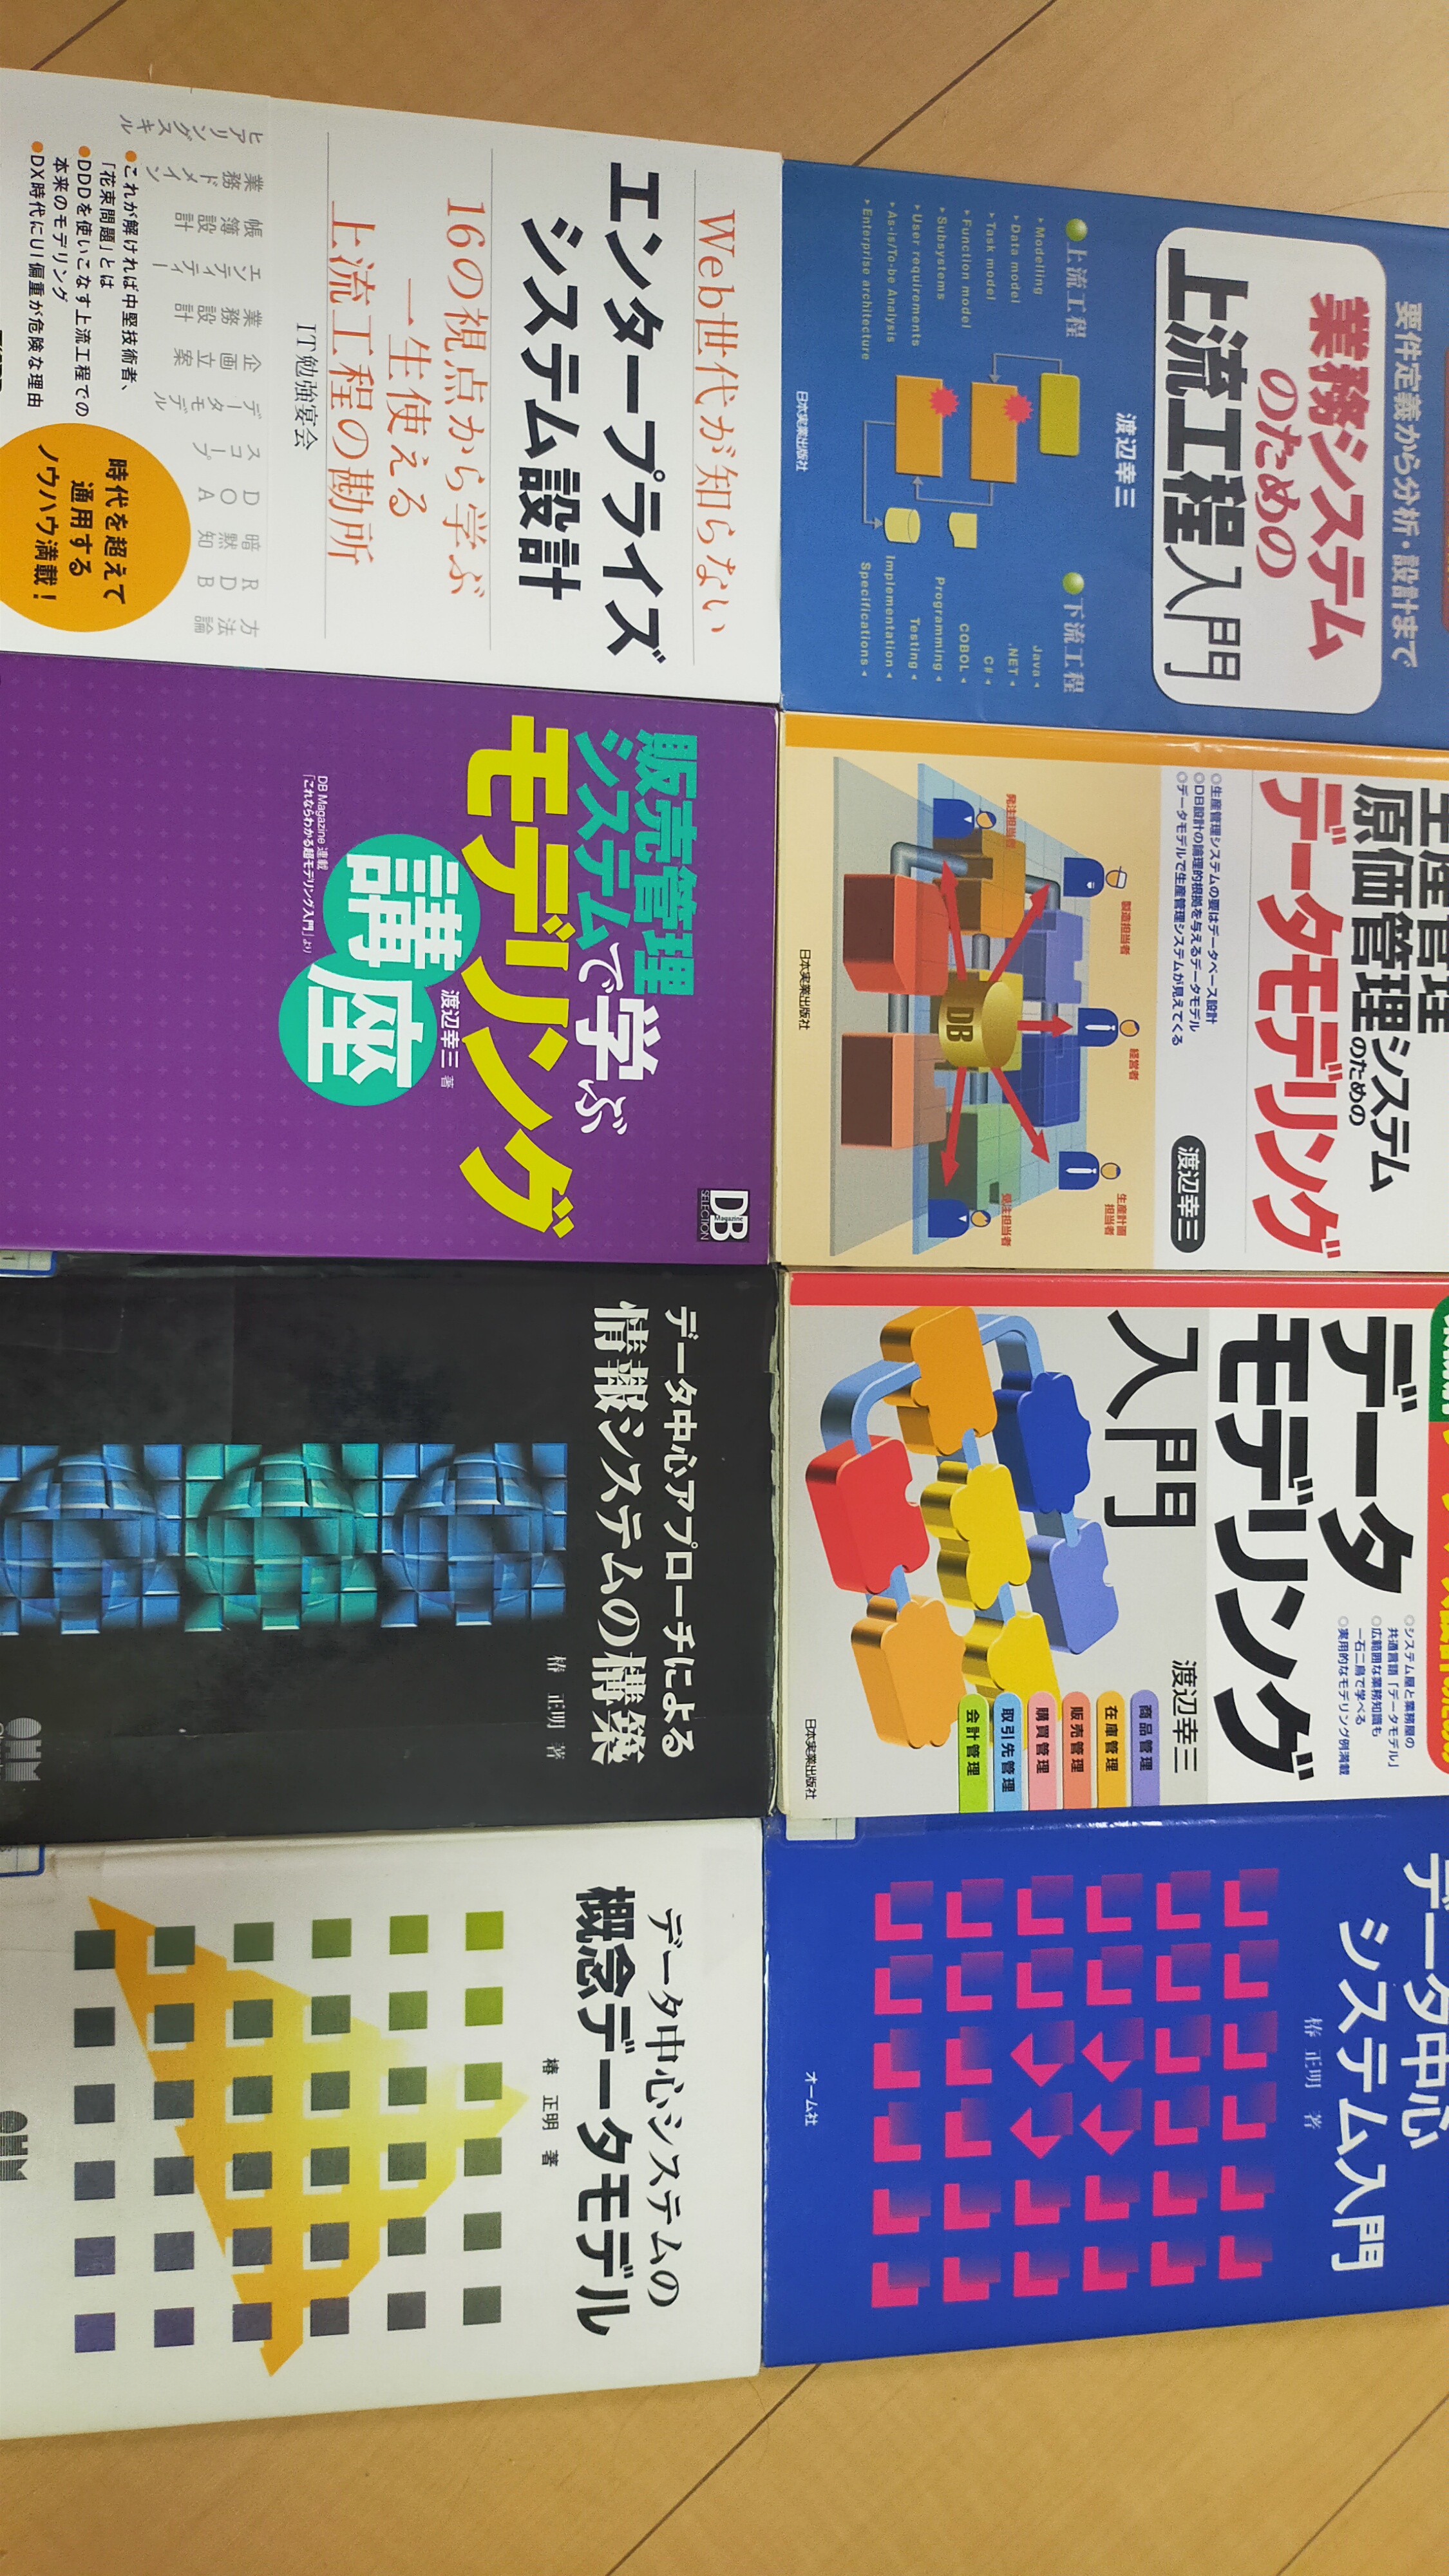 要件定義から分析・設計まで
業務システム
のための
上流工程入門
渡辺幸三
上流工程
▸Modelling
▸Data model
▸Task model
▸Function model
▸Subsystems
▸User requirements
▸As-is/To-be Analysis
▸Enterprise architecture
下流工程
Java◂
.NET◂
C#◂
COBOL◂
Programming◂
Testing◂
Implementation◂
Specifications◂
日本実業出版社
生産管理
原価管理システム
のための
データモデリング
◎生産管理システムの要はデータベース設計
◎DB設計の論理的根拠を与えるデータモデル
◎データモデルで生産管理システムが見えてくる
渡辺幸三
製造担当者
経営者
生産計画
担当者
発注担当者
受注担当者
DB
日本実業出版社
データ
モデリング
入門
◎システム屋と業務屋の
共通言語「データモデル」
◎広範囲な業務知識も
一石二鳥で学べる
◎実用的なモデリング例満載
渡辺幸三
商品管理
在庫管理
販売管理
購買管理
取引先管理
会計管理
日本実業出版社
データ中心
システム入門
椿 正明 著
オーム社
Web世代が知らない
エンタープライズ
システム設計
16の視点から学ぶ
一生使える
上流工程の勘所
IT勉強宴会
方法論
RDB
暗黙知
DOA
スコープ
データモデル
企画立案
業務設計
エンティティー
帳簿設計
業務ドメイン
ヒアリングスキル
●これが解ければ中堅技術者、
「花束問題」とは
●DDDを使いこなす上流工程での
本来のモデリング
●DX時代にUI偏重が危険な理由
時代を超えて
通用する
ノウハウ満載！
DB
SELECTION
販売管理
システムで学ぶ
モデリング
講座
渡辺幸三 著
DB Magazine 連載
「これならわかる超モデリング入門」より
データ中心アプローチによる
情報システムの構築
椿 正明 著
OHM
データ中心システムの
概念データモデル
椿 正明 著
OHM